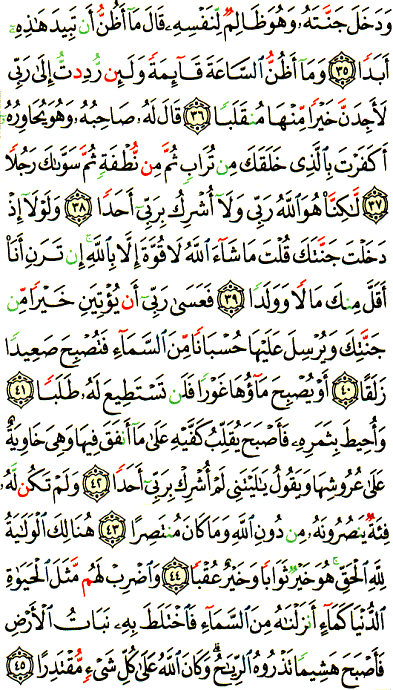 وَدَخَلَ جَنَّتَهُۥ وَهُوَ ظَالِمٌ لِّنَفْسِهِۦ قَالَ مَآ أَظُنُّ أَن تَبِيدَ هَٰذِهِۦٓ
أَبَدًا ٣٥ وَمَآ أَظُنُّ ٱلسَّاعَةَ قَآئِمَةً وَلَئِن رُّدِدتُّ إِلَىٰ رَبِّى
لَأَجِدَنَّ خَيْرًا مِّنْهَا مُنقَلَبًا ٣٦ قَالَ لَهُۥ صَاحِبُهُۥ وَهُوَ يُحَاوِرُهُۥٓ
أَكَفَرْتَ بِٱلَّذِى خَلَقَكَ مِن تُرَابٍ ثُمَّ مِن نُّطْفَةٍ ثُمَّ سَوَّىٰكَ رَجُلًا
٣٧ لَّٰكِنَّا۠ هُوَ ٱللَّهُ رَبِّى وَلَآ أُشْرِكُ بِرَبِّىٓ أَحَدًا ٣٨ وَلَوْلَآ إِذْ
دَخَلْتَ جَنَّتَكَ قُلْتَ مَا شَآءَ ٱللَّهُ لَا قُوَّةَ إِلَّا بِٱللَّهِ ۚ إِن تَرَنِ أَنَا۠
أَقَلَّ مِنكَ مَالًا وَوَلَدًا ٣٩ فَعَسَىٰ رَبِّىٓ أَن يُؤْتِيَنِ خَيْرًا مِّن
جَنَّتِكَ وَيُرْسِلَ عَلَيْهَا حُسْبَانًا مِّنَ ٱلسَّمَآءِ فَتُصْبِحَ صَعِيدًا
زَلَقًا ٤٠ أَوْ يُصْبِحَ مَآؤُهَا غَوْرًا فَلَن تَسْتَطِيعَ لَهُۥ طَلَبًا ٤١
وَأُحِيطَ بِثَمَرِهِۦ فَأَصْبَحَ يُقَلِّبُ كَفَّيْهِ عَلَىٰ مَآ أَنفَقَ فِيهَا وَهِىَ خَاوِيَةٌ
عَلَىٰ عُرُوشِهَا وَيَقُولُ يَٰلَيْتَنِى لَمْ أُشْرِكْ بِرَبِّىٓ أَحَدًا ٤٢ وَلَمْ تَكُن لَّهُۥ
فِئَةٌ يَنصُرُونَهُۥ مِن دُونِ ٱللَّهِ وَمَا كَانَ مُنتَصِرًا ٤٣ هُنَالِكَ ٱلْوَلَٰيَةُ
لِلَّهِ ٱلْحَقِّ ۚ هُوَ خَيْرٌ ثَوَابًا وَخَيْرٌ عُقْبًا ٤٤ وَٱضْرِبْ لَهُم مَّثَلَ ٱلْحَيَوٰةِ
ٱلدُّنْيَا كَمَآءٍ أَنزَلْنَٰهُ مِنَ ٱلسَّمَآءِ فَٱخْتَلَطَ بِهِۦ نَبَاتُ ٱلْأَرْضِ
فَأَصْبَحَ هَشِيمًا تَذْرُوهُ ٱلرِّيَٰحُ ۗ وَكَانَ ٱللَّهُ عَلَىٰ كُلِّ شَىْءٍ مُّقْتَدِرًا ٤٥